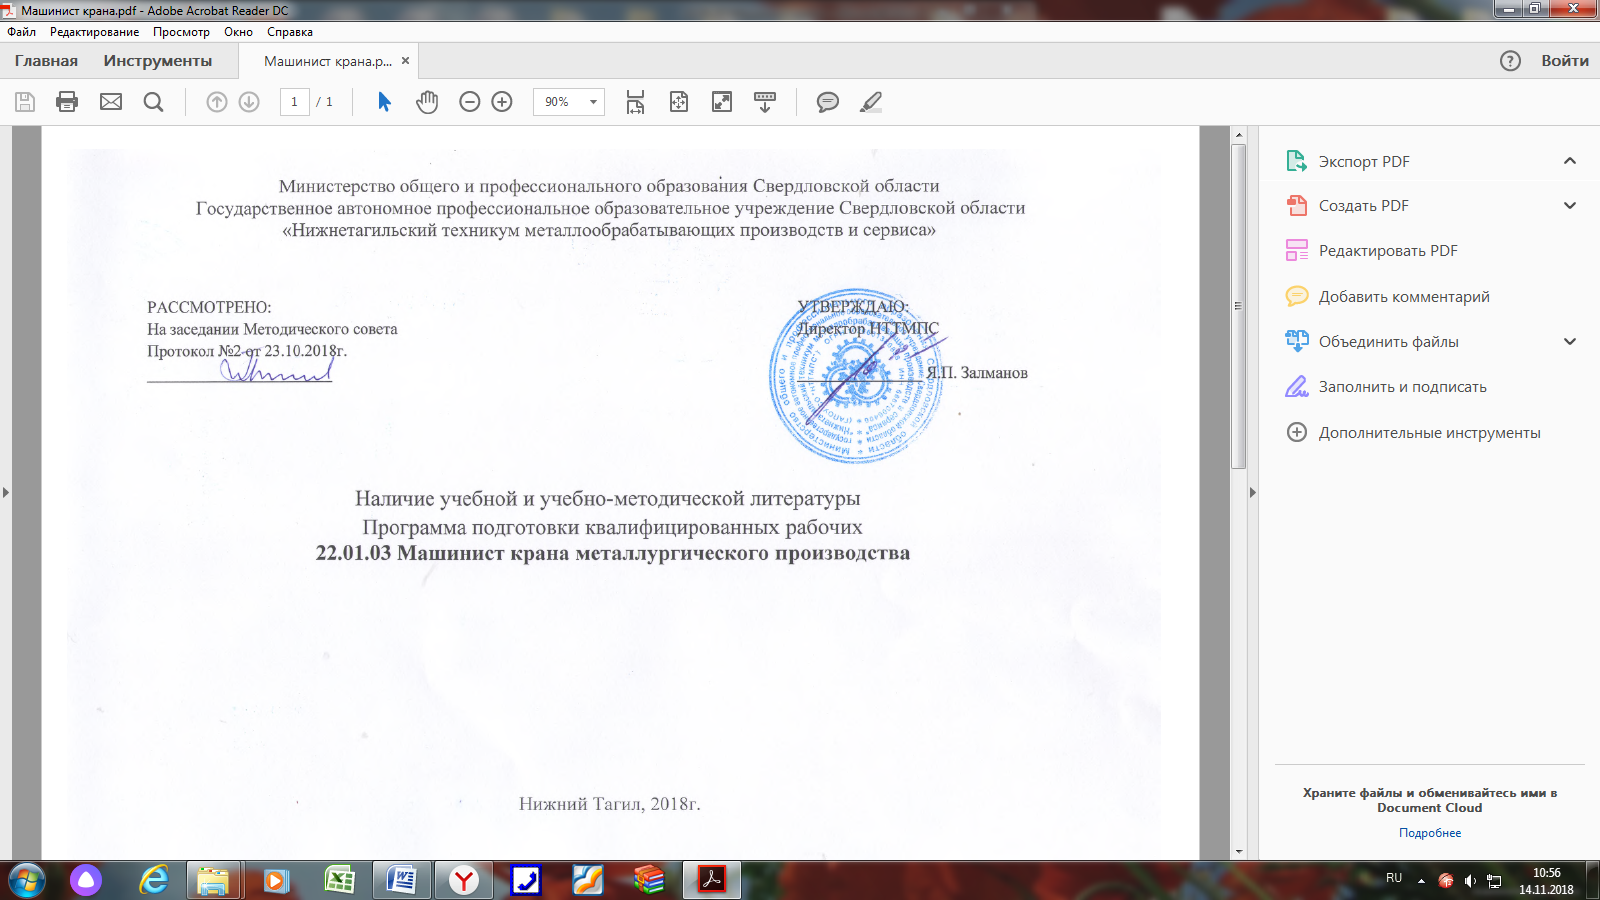 Машинист крана.pdf - Adobe Acrobat Reader DC
Файл Редактирование Просмотр Окно Справка
Главная Инструменты Машинист крана.р... × Войти
1 / 1 90%
Министерство общего и профессионального образования Свердловской области
Государственное автономное профессиональное образовательное учреждение Свердловской области
«Нижнетагильский техникум металлообрабатывающих производств и сервиса»
РАССМОТРЕНО:
На заседании Методического совета
Протокол №2 от 23.10.2018г.
УТВЕРЖДАЮ:
Директор НТТМПС
Я.П. Залманов
Наличие учебной и учебно-методической литературы
Программа подготовки квалифицированных рабочих
22.01.03 Машинист крана металлургического производства
Нижний Тагил, 2018г.
Экспорт PDF
Создать PDF
Редактировать PDF
Добавить комментарий
Объединить файлы
Заполнить и подписать
Дополнительные инструменты
Храните файлы и обменивайтесь ими в
Document Cloud
Подробнее
RU
10:56
14.11.2018